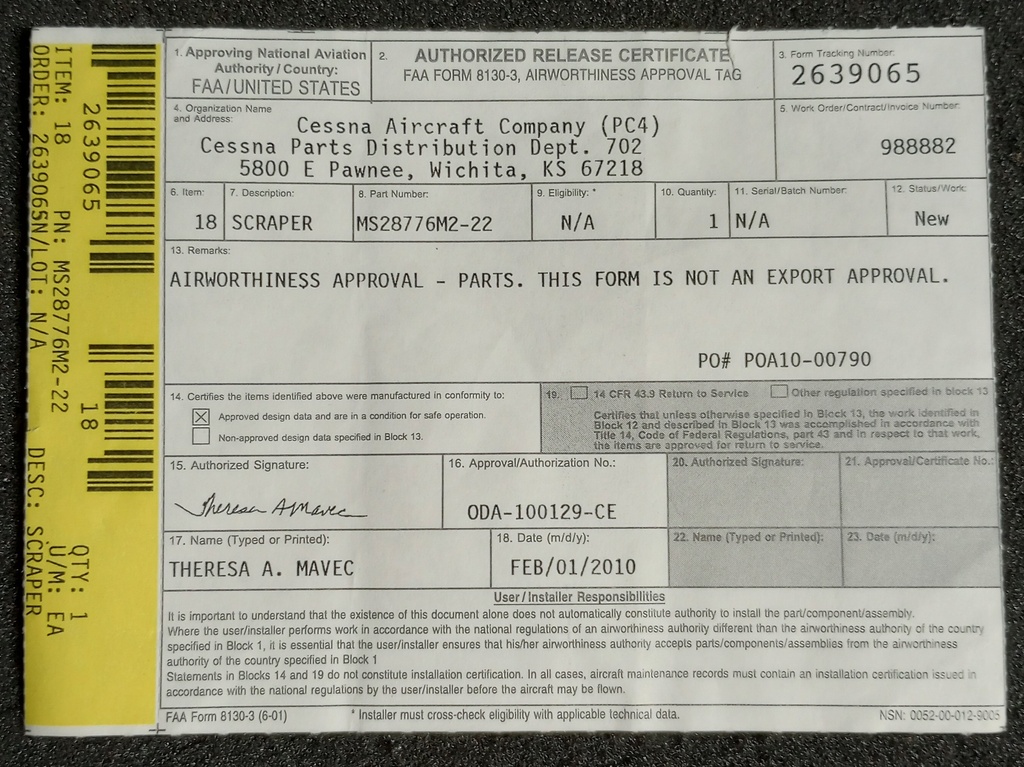 ITEM: 18 PN: MS28776M2-22 QTY: 1
ORDER: 2639065N/LOT: N/A DESC: SCRAPER U/M: EA
2639065 18
1. Approving National Aviation
Authority/Country:
FAA/UNITED STATES
2. AUTHORIZED RELEASE CERTIFICATE
FAA FORM 8130-3, AIRWORTHINESS APPROVAL TAG
3. Form Tracking Number:
2639065
4. Organization Name
and Address:
Cessna Aircraft Company (PC4)
Cessna Parts Distribution Dept. 702
5800 E Pawnee, Wichita, KS 67218
5. Work Order/Contract/Invoice Number:
988882
6. Item: 7. Description: 8. Part Number: 9. Eligibility: * 10. Quantity: 11. Serial/Batch Number: 12. Status/Work:
18 SCRAPER MS28776M2-22 N/A 1 N/A New
13. Remarks:
AIRWORTHINESS APPROVAL - PARTS. THIS FORM IS NOT AN EXPORT APPROVAL.
PO# POA10-00790
14. Certifies the items identified above were manufactured in conformity to:
Approved design data and are in a condition for safe operation.
Non-approved design data specified in Block 13.
19. 14 CFR 43.9 Return to Service Other regulation specified in block 13
Certifies that unless otherwise specified in Block 13, the work identified in
Block 12 and described in Block 13 was accomplished in accordance with
Title 14, Code of Federal Regulations, part 43 and in respect to that work,
the items are approved for return to service.
15. Authorized Signature:
Theresa A Mavec
16. Approval/Authorization No.:
ODA-100129-CE
20. Authorized Signature: 21. Approval/Certificate No.:
17. Name (Typed or Printed):
THERESA A. MAVEC
18. Date (m/d/y):
FEB/01/2010
22. Name (Typed or Printed): 23. Date (m/d/y):
User/Installer Responsibilities
It is important to understand that the existence of this document alone does not automatically constitute authority to install the part/component/assembly.
Where the user/installer performs work in accordance with the national regulations of an airworthiness authority different than the airworthiness authority of the country
specified in Block 1, it is essential that the user/installer ensures that his/her airworthiness authority accepts parts/components/assemblies from the airworthiness
authority of the country specified in Block 1
Statements in Blocks 14 and 19 do not constitute installation certification. In all cases, aircraft maintenance records must contain an installation certification issued in
accordance with the national regulations by the user/installer before the aircraft may be flown.
FAA Form 8130-3 (6-01) * Installer must cross-check eligibility with applicable technical data. NSN: 0052-00-012-9005